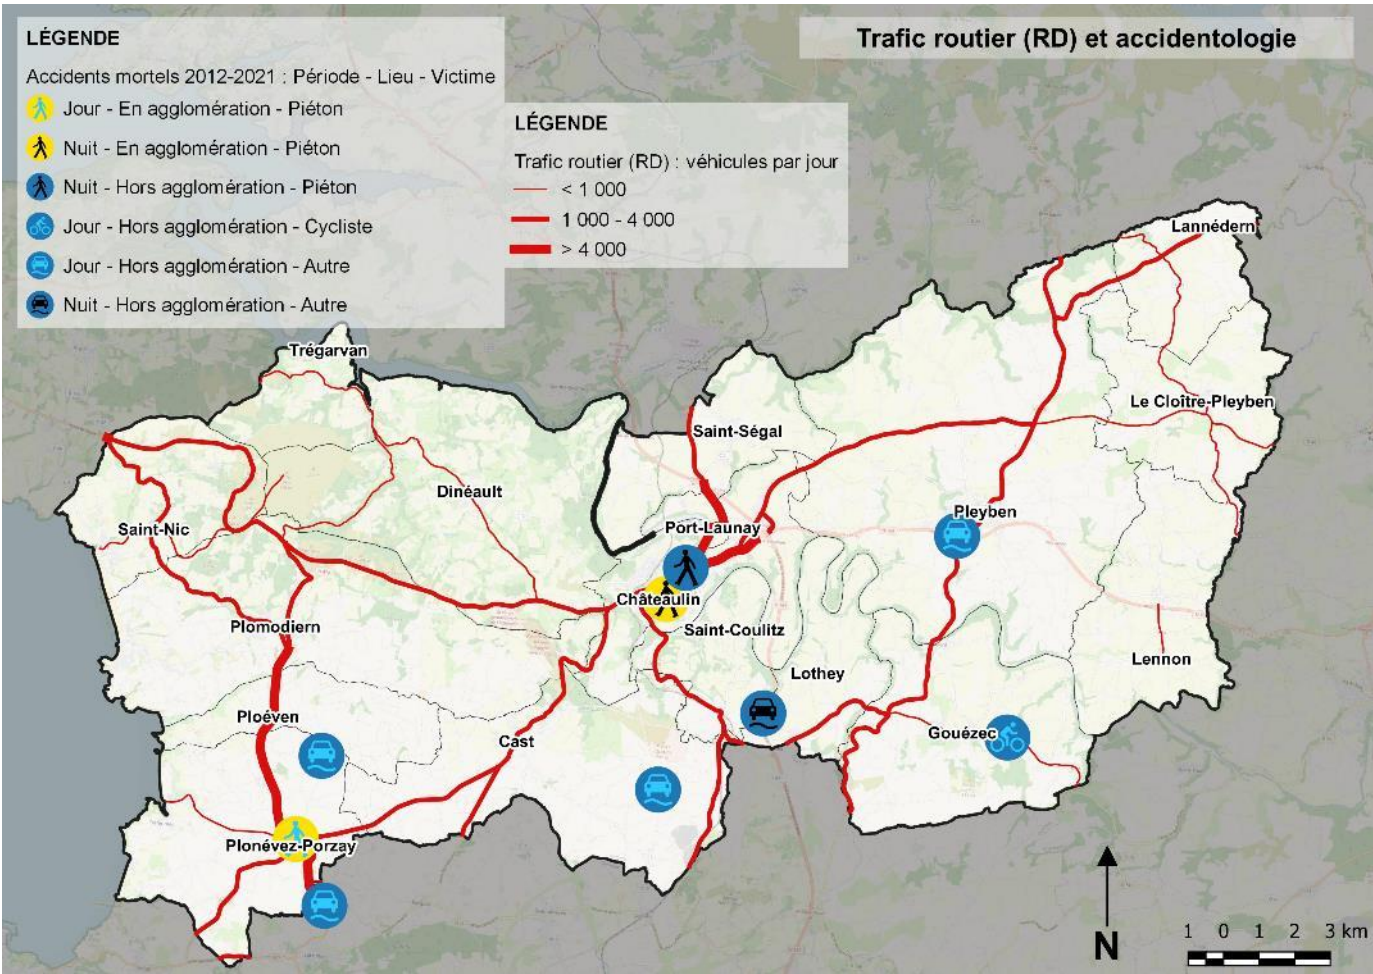 Trafic routier (RD) et accidentologie
LÉGENDE
Accidents mortels 2012-2021 : Période - Lieu - Victime
Jour - En agglomération - Piéton
Nuit - En agglomération - Piéton
Nuit - Hors agglomération - Piéton
Jour - Hors agglomération - Cycliste
Jour - Hors agglomération - Autre
Nuit - Hors agglomération - Autre
LÉGENDE
Trafic routier (RD) : véhicules par jour
< 1 000
1 000 - 4 000
> 4 000
Lannédern
Trégarvan
Le Cloître-Pleyben
Saint-Ségal
Dinéault
Pleyben
Saint-Nic
Port-Launay
Châteaulin
Plomodiern
Saint-Coulitz
Lennon
Lothey
Ploéven
Gouézec
Cast
Plonévez-Porzay
N
1 0 1 2 3 km